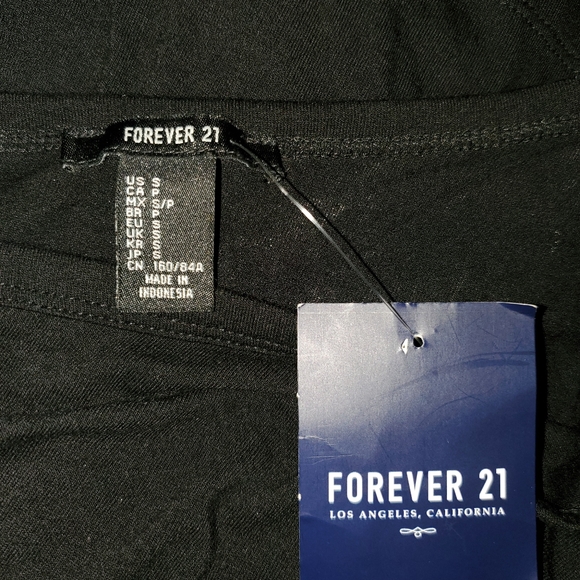 FOREVER 21
US S
CA P
MX S/P
BR P
EU S
UK S
KR S
JP S
CN 160/84A
MADE IN
INDONESIA
FOREVER 21
LOS ANGELES, CALIFORNIA